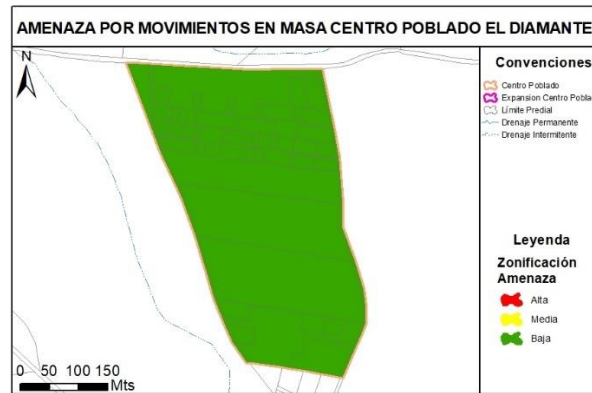 AMENAZA POR MOVIMIENTOS EN MASA CENTRO POBLADO EL DIAMANTE
N
Convenciones
Centro Poblado
Expansion Centro Pobla
Límite Predial
Drenaje Permanente
Drenaje Intermitente
Leyenda
Zonificación
Amenaza
Alta
Media
Baja
0 50 100 150
Mts